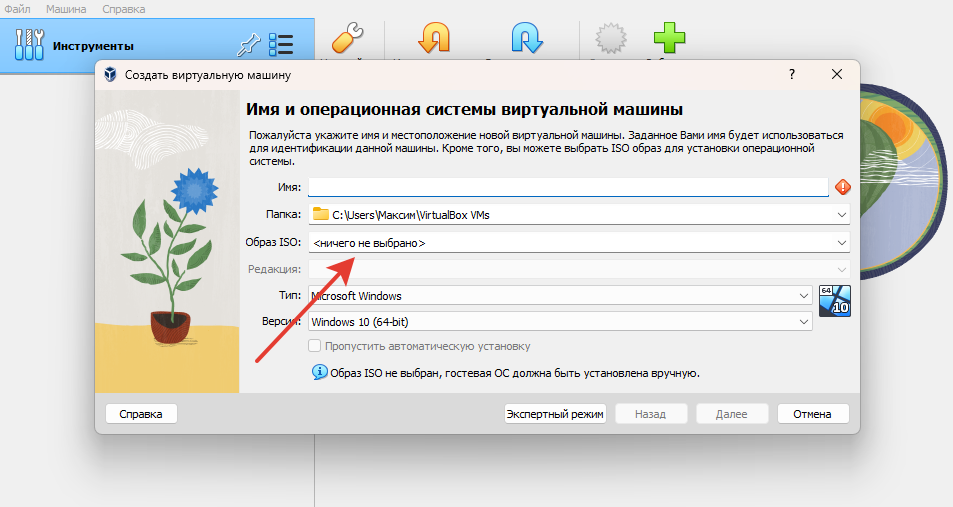 Файл Машина Справка
Инструменты
Создать виртуальную машину
?
Имя и операционная системы виртуальной машины
Пожалуйста укажите имя и местоположение новой виртуальной машины. Заданное Вами имя будет использоваться
для идентификации данной машины. Кроме того, вы можете выбрать ISO образ для установки операционной
системы.
Имя:
Папка: C:\Users\Максим\VirtualBox VMs
Образ ISO: <ничего не выбрано>
Редакция:
Тип: Microsoft Windows
64
10
Версия: Windows 10 (64-bit)
Пропустить автоматическую установку
Образ ISO не выбран, гостевая ОС должна быть установлена вручную.
Справка Экспертный режим Назад Далее Отмена